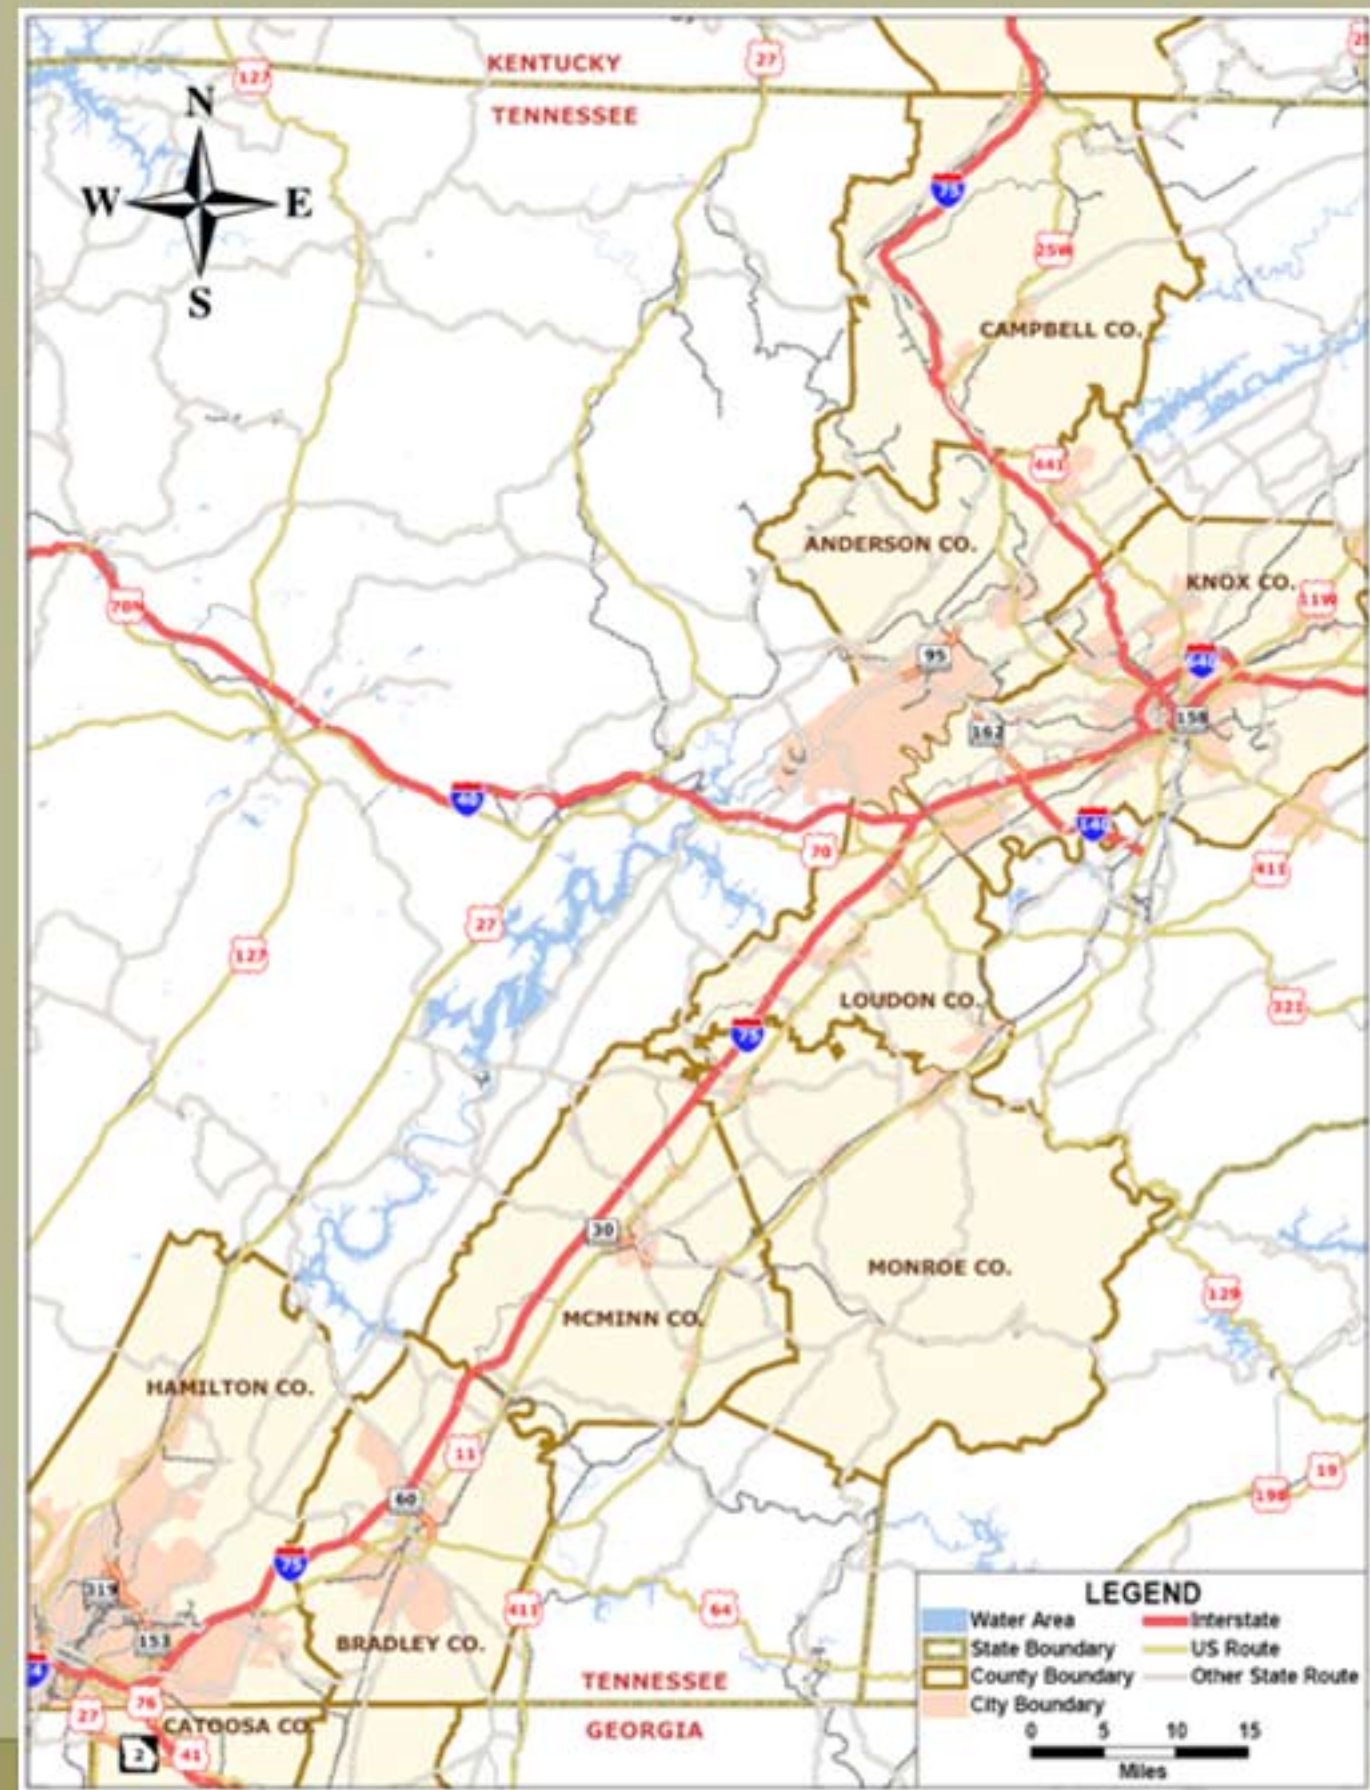 KENTUCKY
27
127
TENNESSEE
N
W E
S
75
25W
CAMPBELL CO.
441
ANDERSON CO.
KNOX CO.
70N
11W
95
640
158
162
40
140
70
411
27
127
LOUDON CO.
321
75
30
MONROE CO.
129
MCMINN CO.
HAMILTON CO.
11
19
60
75
319
411
64
153
BRADLEY CO.
TENNESSEE
76
27
CATOOSA CO.
GEORGIA
2
41
LEGEND
Water Area Interstate
State Boundary US Route
County Boundary Other State Route
City Boundary
0 5 10 15
Miles